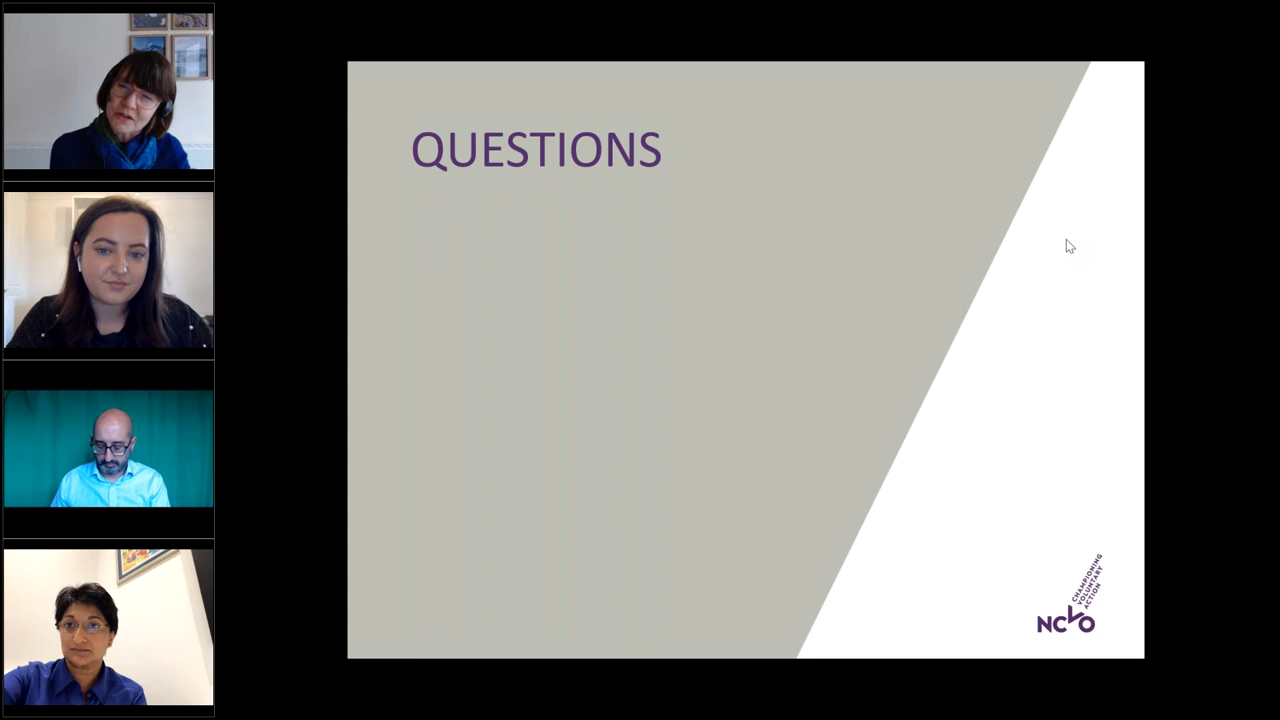 QUESTIONS
CHAMPIONING
VOLUNTARY
ACTION
NCVO